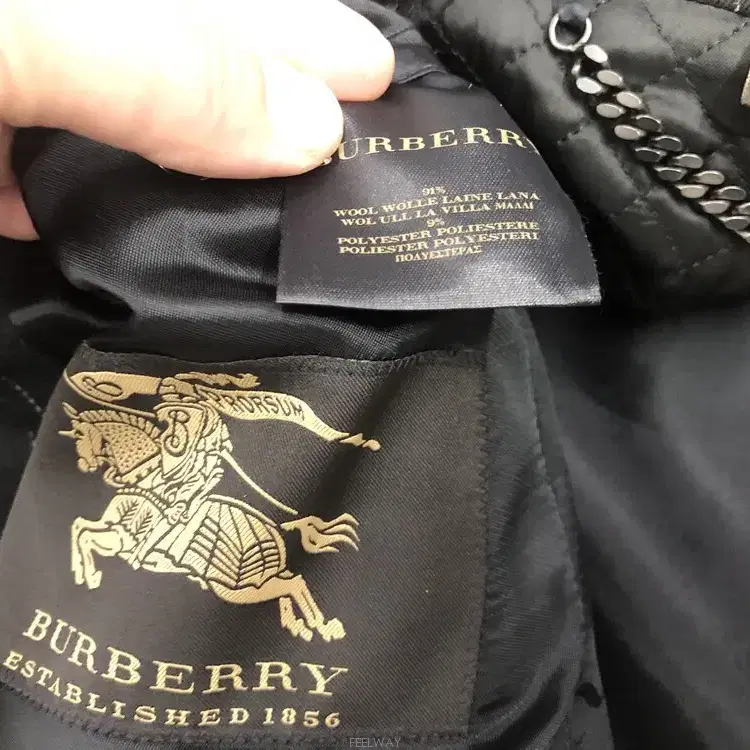 BURBERRY
91%
WOOL WOLLE LAINE LANA
WOL ULL LA VILLA ΜΑΛΛΙ
9%
POLYESTER POLIESTERE
POLIESTER POLYESTERI
ΠΟΛΥΕΣΤΕΡΑΣ
PRORSUM
B
BURBERRY
ESTABLISHED 1856
FEELWAY